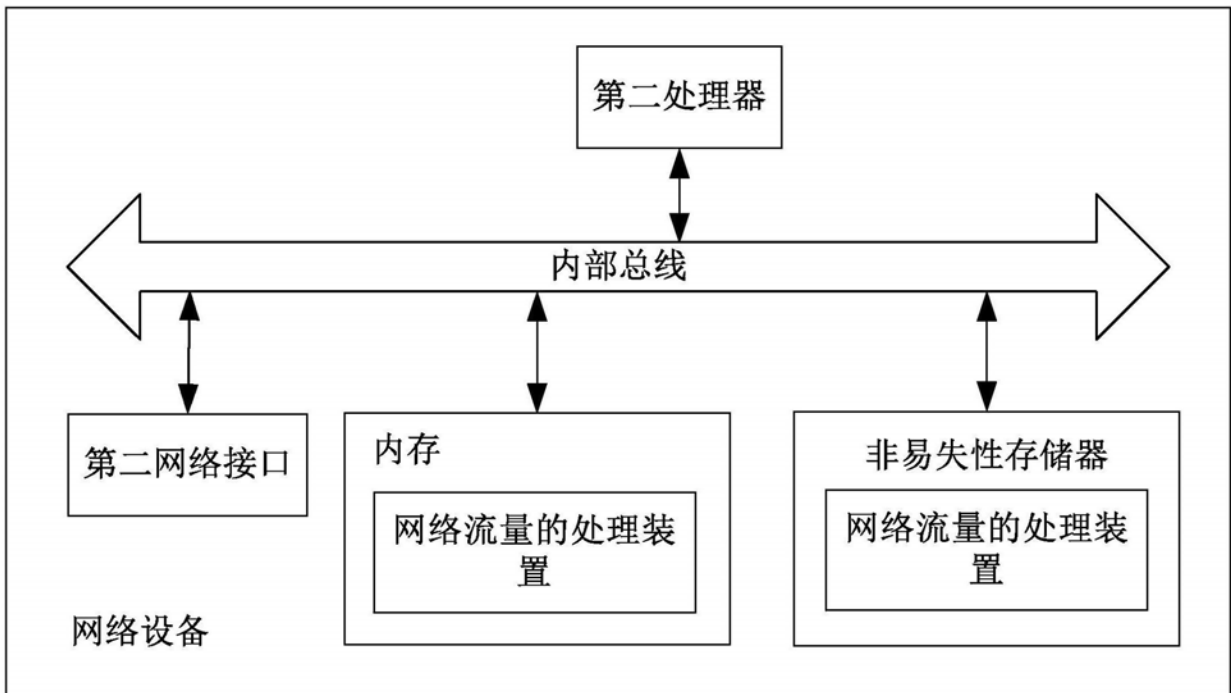 第二处理器
内部总线
第二网络接口
内存
网络流量的处理装
置
非易失性存储器
网络流量的处理装
置
网络设备